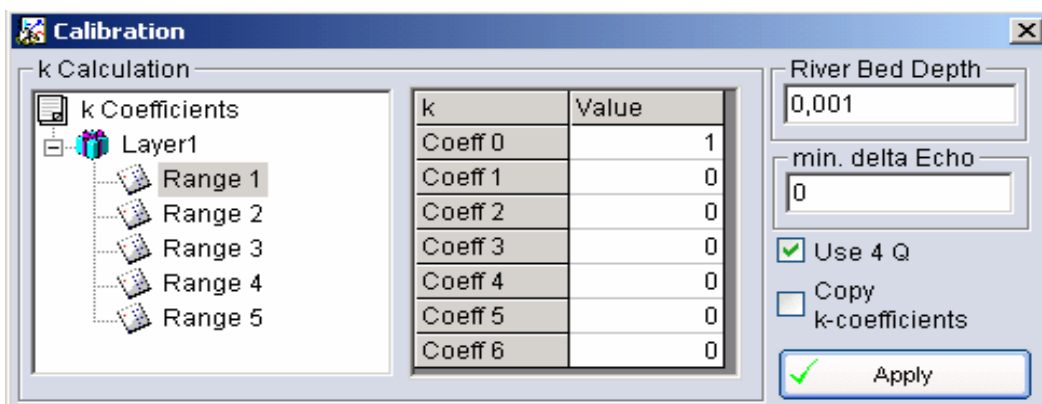 Calibration
k Calculation
k Coefficients
Layer1
Range 1
Range 2
Range 3
Range 4
Range 5
k Value
Coeff 0 1
Coeff 1 0
Coeff 2 0
Coeff 3 0
Coeff 4 0
Coeff 5 0
Coeff 6 0
River Bed Depth
0,001
min. delta Echo
0
Use 4 Q
Copy
k-coefficients
Apply